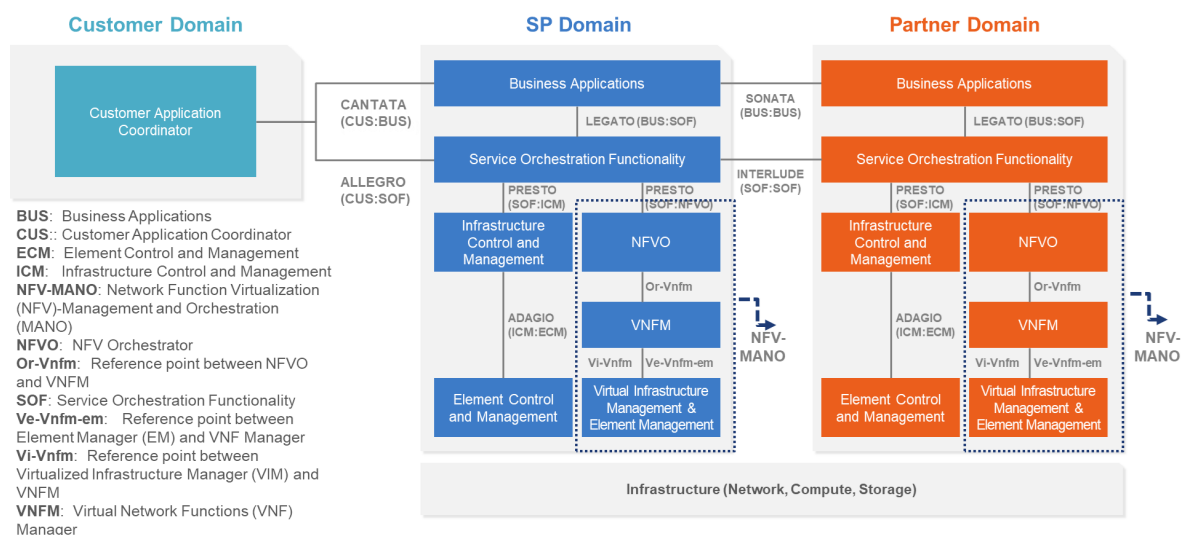 Customer Domain
SP Domain
Partner Domain
Customer Application
Coordinator
CANTATA
(CUS:BUS)
ALLEGRO
(CUS:SOF)
Business Applications
LEGATO (BUS:SOF)
Service Orchestration Functionality
PRESTO
(SOF:ICM)
PRESTO
(SOF:NFVO)
Infrastructure
Control and
Management
NFVO
Or-Vnfm
ADAGIO
(ICM:ECM)
VNFM
Vi-Vnfm
Ve-Vnfm-em
Element Control
and Management
Virtual Infrastructure
Management &
Element Management
NFV-
MANO
SONATA
(BUS:BUS)
INTERLUDE
(SOF:SOF)
Business Applications
LEGATO (BUS:SOF)
Service Orchestration Functionality
PRESTO
(SOF:ICM)
PRESTO
(SOF:NFVO)
Infrastructure
Control and
Management
NFVO
Or-Vnfm
ADAGIO
(ICM:ECM)
VNFM
Vi-Vnfm
Ve-Vnfm-em
Element Control
and Management
Virtual Infrastructure
Management &
Element Management
NFV-
MANO
Infrastructure (Network, Compute, Storage)
BUS: Business Applications
CUS:: Customer Application Coordinator
ECM: Element Control and Management
ICM: Infrastructure Control and Management
NFV-MANO: Network Function Virtualization
(NFV)-Management and Orchestration
(MANO)
NFVO: NFV Orchestrator
Or-Vnfm: Reference point between NFVO
and VNFM
SOF: Service Orchestration Functionality
Ve-Vnfm-em: Reference point between
Element Manager (EM) and VNF Manager
Vi-Vnfm: Reference point between
Virtualized Infrastructure Manager (VIM) and
VNFM
VNFM: Virtual Network Functions (VNF)
Manager